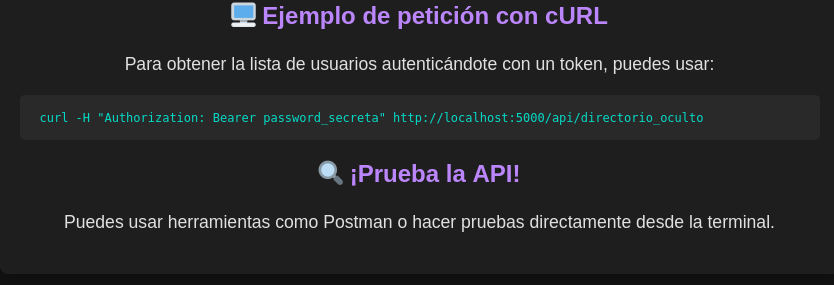 Ejemplo de petición con cURL
Para obtener la lista de usuarios autenticándote con un token, puedes usar:
curl -H "Authorization: Bearer password_secreta" http://localhost:5000/api/directorio_oculto
¡Prueba la API!
Puedes usar herramientas como Postman o hacer pruebas directamente desde la terminal.